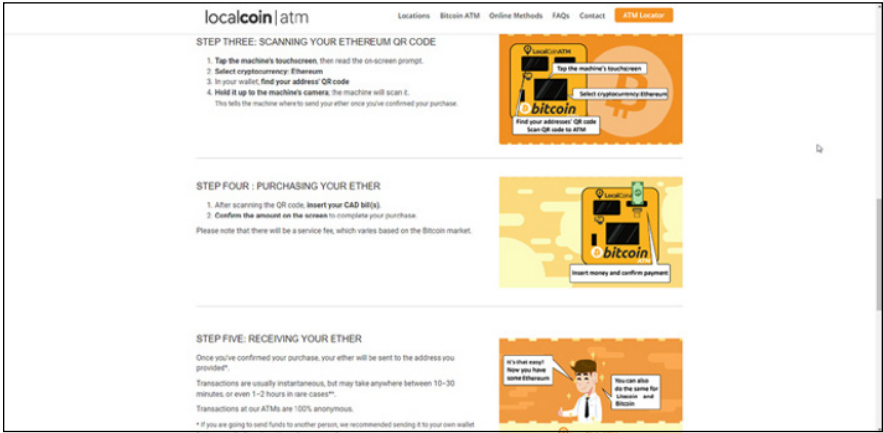 localcoin|atm
Locations Bitcoin ATM Online Methods FAQs Contact ATM Locator
STEP THREE: SCANNING YOUR ETHEREUM QR CODE
1. Tap the machine's touchscreen, then read the on-screen prompt.
2. Select cryptocurrency: Ethereum
3. In your wallet, find your address' QR code
4. Hold it up to the machine's camera; the machine will scan it.
This tells the machine where to send your ether once you've confirmed your purchase.
LocalCoinATM
Tap the machine's touchscreen
Select cryptocurrency:Ethereum
bitcoin
Find your addresses' QR code
Scan QR code to ATM
STEP FOUR : PURCHASING YOUR ETHER
1. After scanning the QR code, insert your CAD bill(s).
2. Confirm the amount on the screen to complete your purchase.
Please note that there will be a service fee, which varies based on the Bitcoin market.
LocalCoin
bitcoin
ATM
Insert money and confirm payment
STEP FIVE: RECEIVING YOUR ETHER
Once you've confirmed your purchase, your ether will be sent to the address you
provided*.
Transactions are usually instantaneous, but may take anywhere between 10–30
minutes, or even 1–2 hours in rare cases**.
Transactions at our ATMs are 100% anonymous.
* If you are going to send funds to another person, we recommended sending it to your own wallet
It's that easy!
Now you have
some Ethereum
You can also
do the same for
Litecoin and
Bitcoin